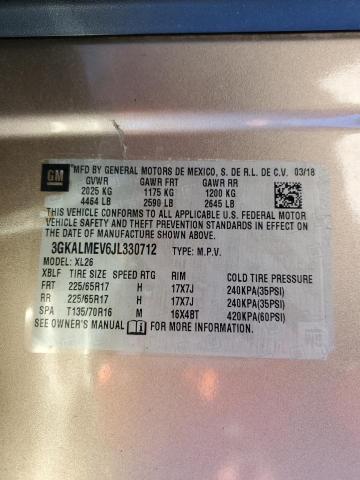 GM
MFD BY GENERAL MOTORS DE MEXICO, S. DE R.L. DE C.V. 03/18
GVWR GAWR FRT GAWR RR
2025 KG 1175 KG 1200 KG
4464 LB 2590 LB 2645 LB
THIS VEHICLE CONFORMS TO ALL APPLICABLE U.S. FEDERAL MOTOR
VEHICLE SAFETY AND THEFT PREVENTION STANDARDS IN EFFECT ON
THE DATE OF MANUFACTURE SHOWN ABOVE.
3GKALMEV6JL330712 TYPE: M.P.V.
MODEL: XL26
XBLF TIRE SIZE SPEED RTG RIM COLD TIRE PRESSURE
FRT 225/65R17 H 17X7J 240KPA(35PSI)
RR 225/65R17 H 17X7J 240KPA(35PSI)
SPA T135/70R16 M 16X4BT 420KPA(60PSI)
SEE OWNER'S MANUAL FOR MORE INFORMATION.
GM